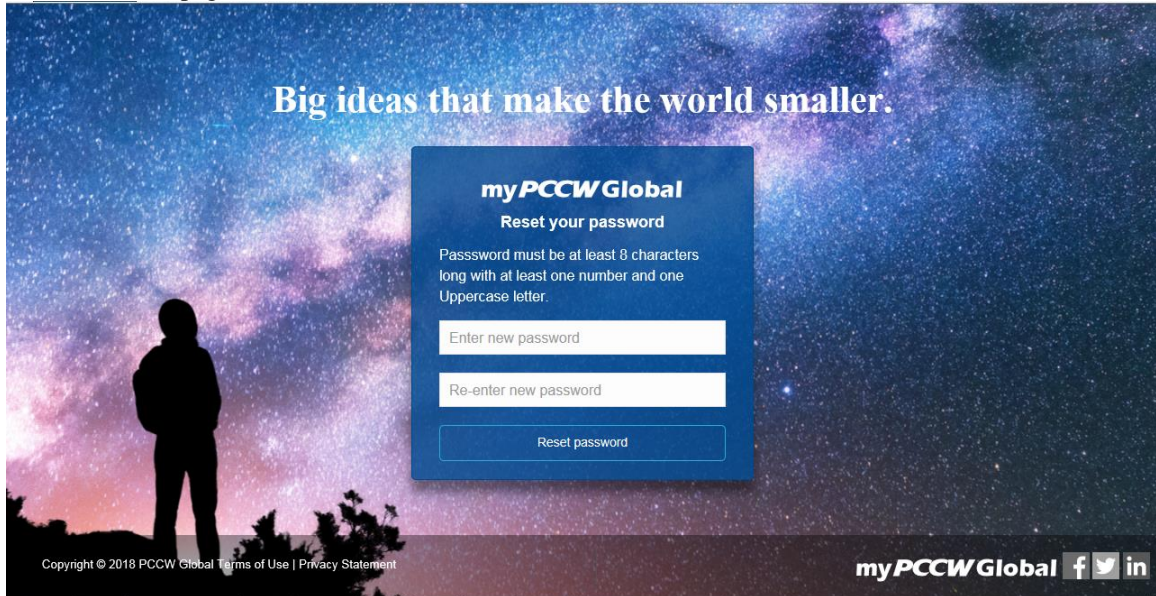 Big ideas that make the world smaller.
myPCCWGlobal
Reset your password
Passsword must be at least 8 characters
long with at least one number and one
Uppercase letter.
Enter new password
Re-enter new password
Reset password
Copyright © 2018 PCCW Global Terms of Use | Privacy Statement
myPCCWGlobal f in